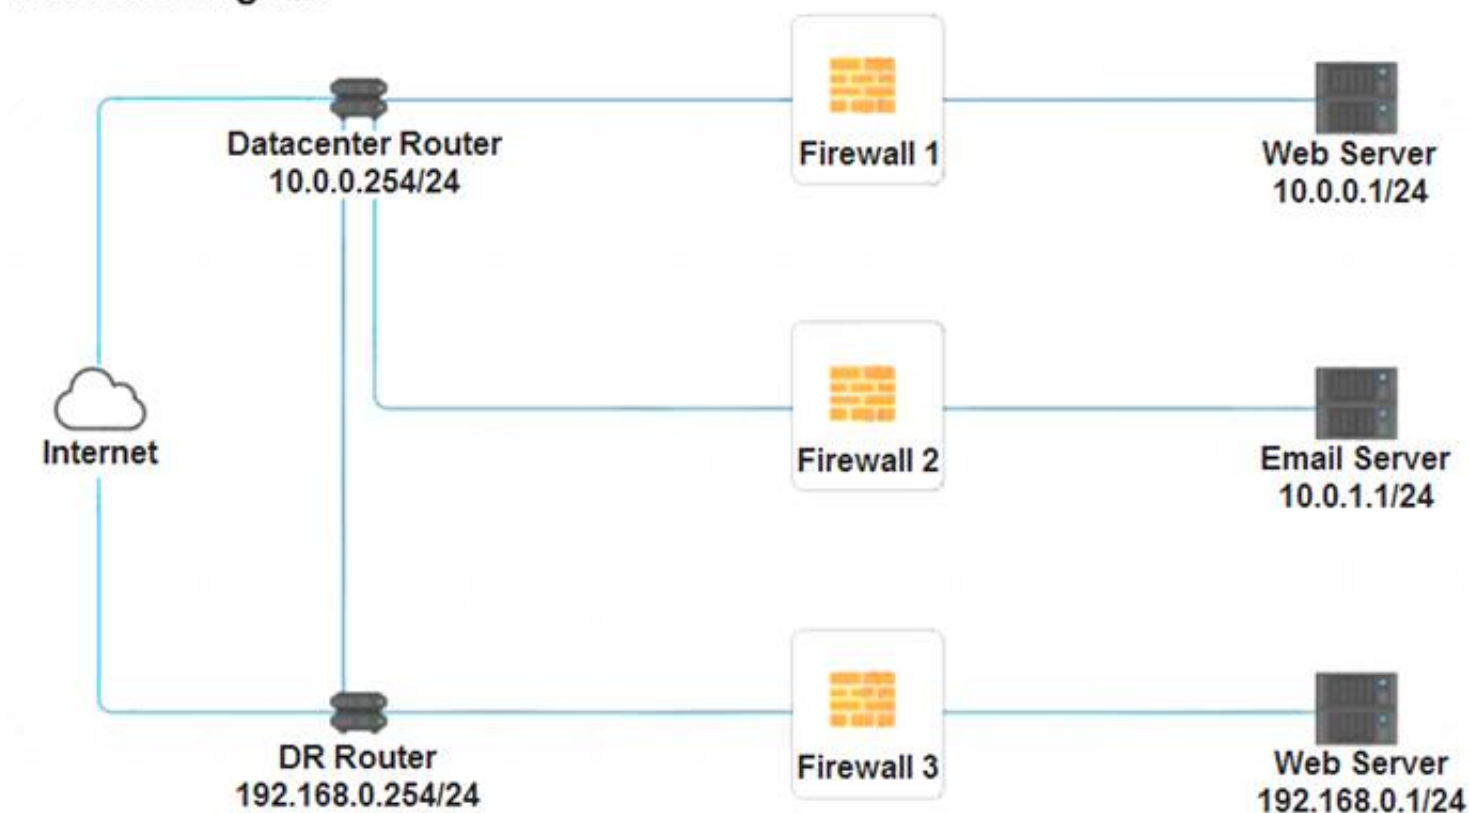 Datacenter Router
10.0.0.254/24
Firewall 1
Web Server
10.0.0.1/24
Internet
Firewall 2
Email Server
10.0.1.1/24
DR Router
192.168.0.254/24
Firewall 3
Web Server
192.168.0.1/24